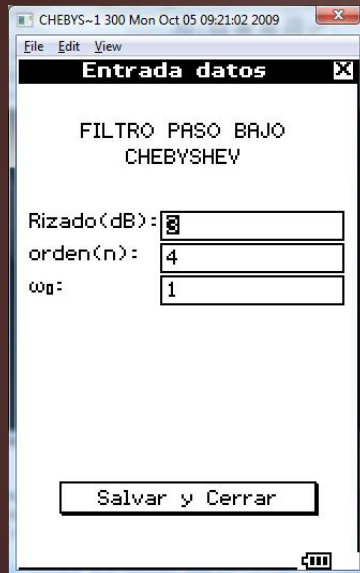 CHEBYS~1 300 Mon Oct 05 09:21:02 2009
File Edit View
Entrada datos
FILTRO PASO BAJO
CHEBYSHEV
Rizado(dB): 3
orden(n): 4
ω0: 1
Salvar y Cerrar